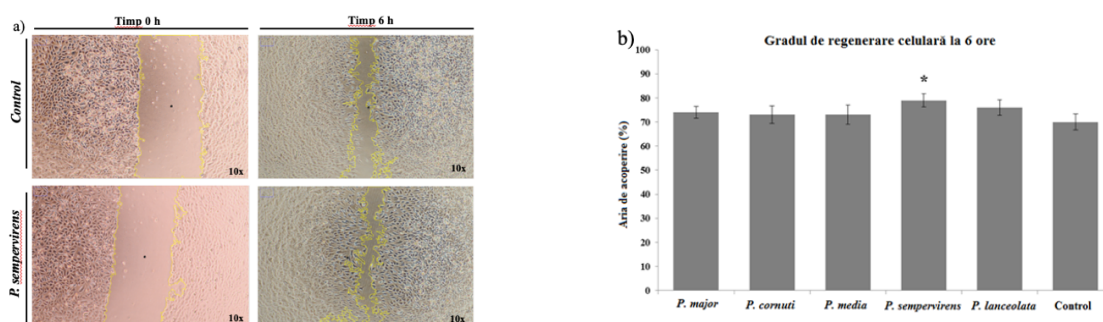 a)
Timp 0 h
Timp 6 h
Control
10x
10x
P. sempervirens
10x
10x
b)
Gradul de regenerare celulară la 6 ore
Aria de acoperire (%)
100
90
80
70
60
50
40
30
20
10
0
*
P. major
P. cornuti
P. media
P. sempervirens
P. lanceolata
Control